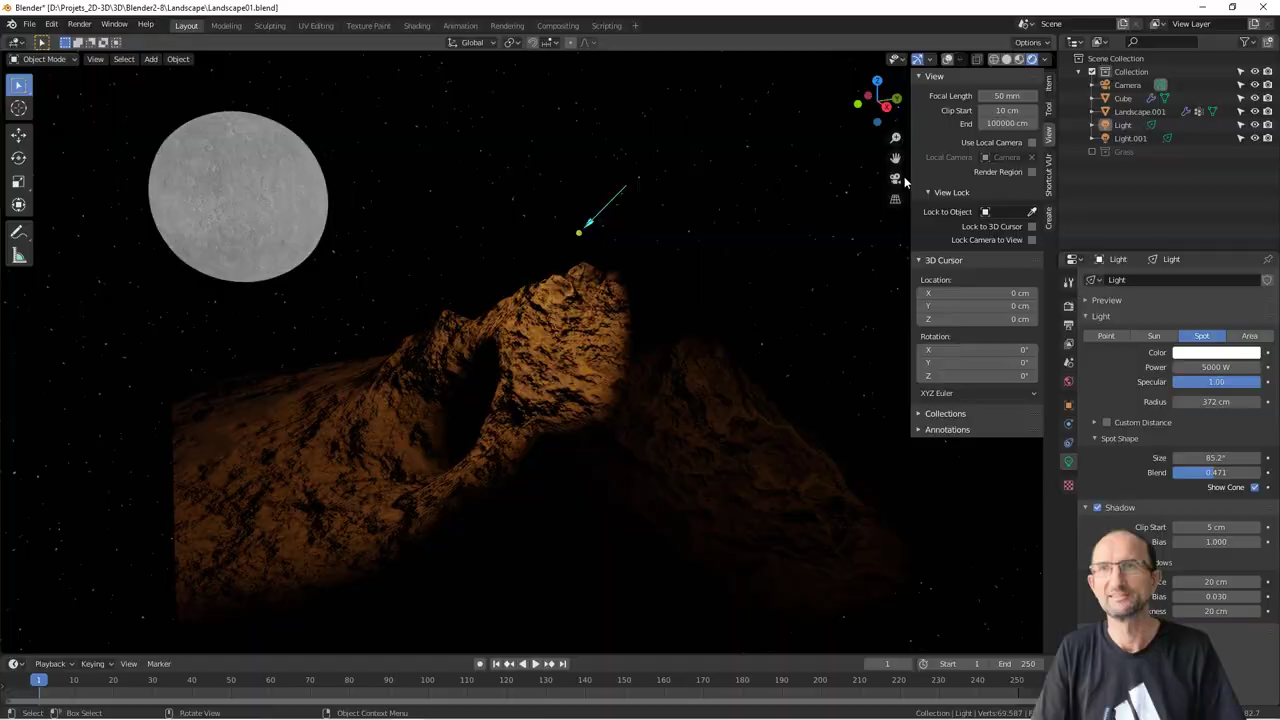 Blender* [D:\Projets_2D-3D\3D\Blender2-8\Landscape\Landscape01.blend]
File Edit Render Window Help Layout Modeling Sculpting UV Editing Texture Paint Shading Animation Rendering Compositing Scripting + Scene View Layer
Global Options
Object Mode View Select Add Object
View
Focal Length 50 mm
Clip Start 10 cm
End 100000 cm
Use Local Camera
Local Camera Camera
Render Region
View Lock
Lock to Object
Lock to 3D Cursor
Lock Camera to View
3D Cursor
Location:
X 0 cm
Y 0 cm
Z 0 cm
Rotation:
X 0°
Y 0°
Z 0°
XYZ Euler
Collections
Annotations
Item
Tool
View
Shortcut VUr
Create
Scene Collection
Collection
Camera
Cube
Landscape.001
Light
Light.001
Grass
Light Light
Light
Preview
Light
Point Sun Spot Area
Color
Power 5000 W
Specular 1.00
Radius 372 cm
Custom Distance
Spot Shape
Size 85.2°
Blend 0.471
Show Cone
Shadow
Clip Start 5 cm
Bias 1.000
20 cm
Bias 0.030
20 cm
Playback Keying View Marker 1 Start 1 End 250
1 10 20 30 40 50 60 70 80 90 100 110 120 130 140 150 160 170 180 190 200 210 220 230 240 250
Select Box Select Rotate View Object Context Menu Collection | Light | Verts:69,587 82.7